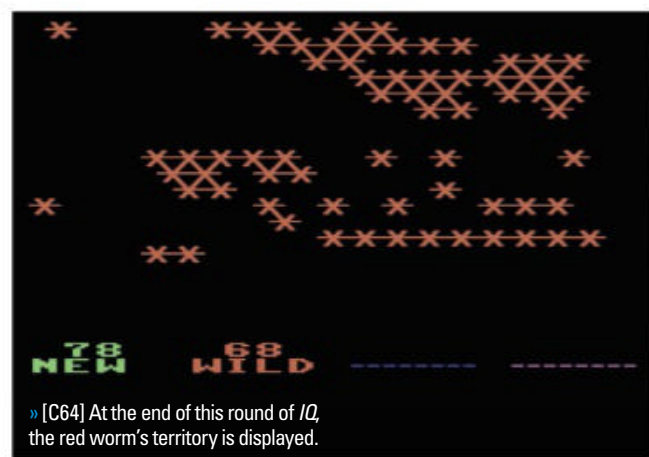 78 68
NEW WILD -------- --------
» [C64] At the end of this round of IQ,
the red worm's territory is displayed.